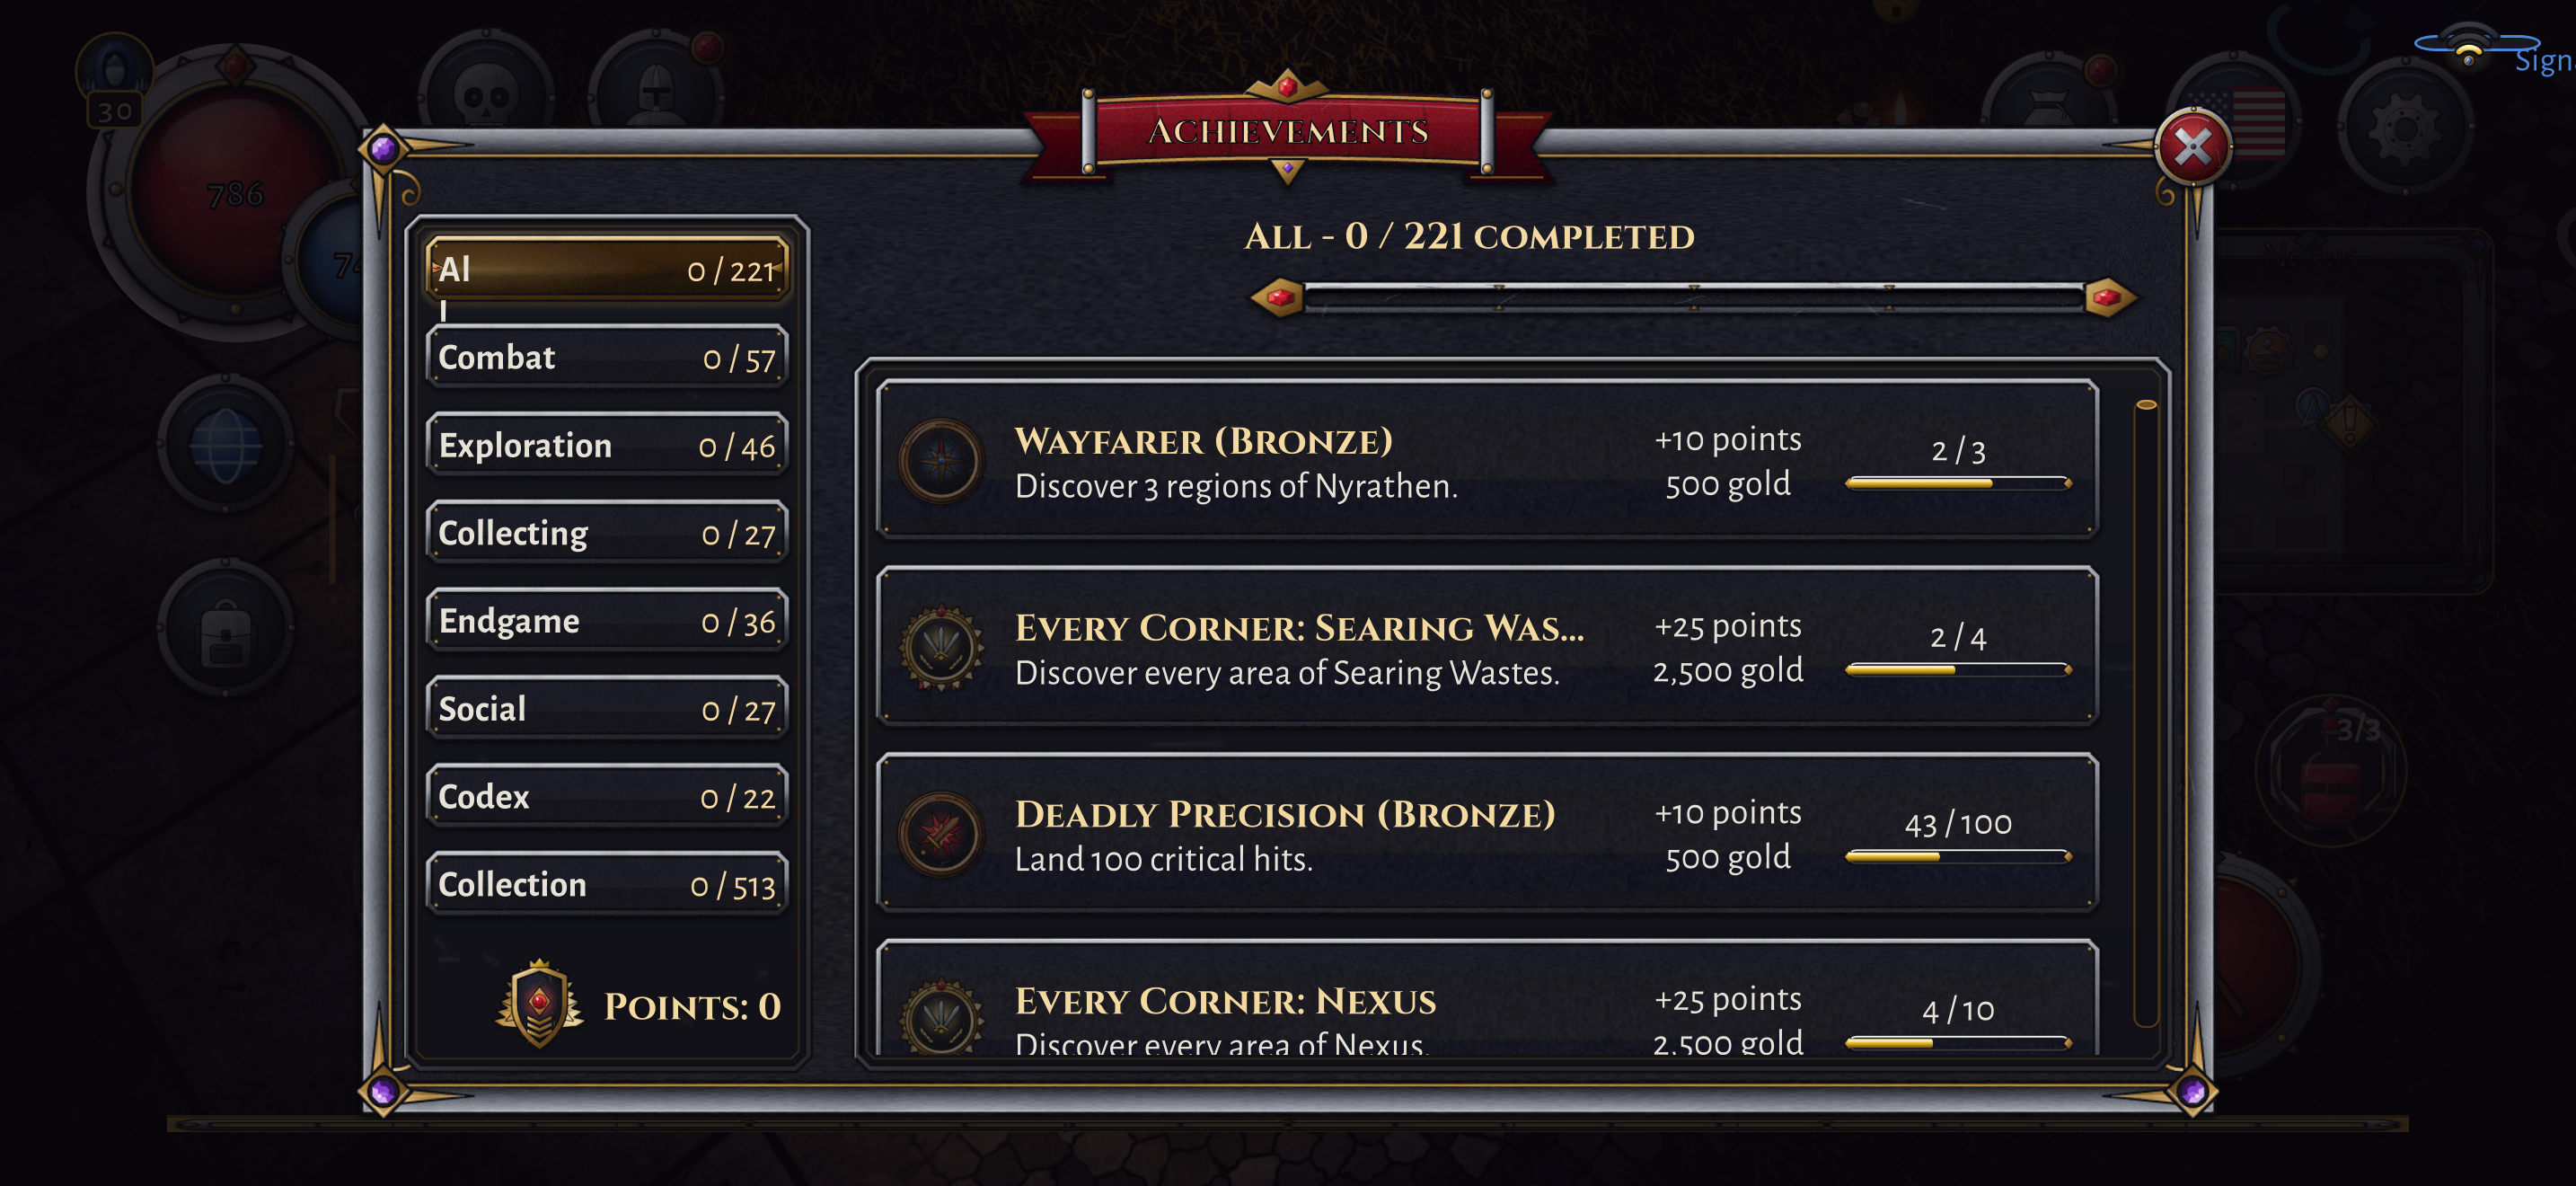 30
786
Sign
ACHIEVEMENTS
ALL - 0 / 221 COMPLETED
Al
l
0 / 221
Combat 0 / 57
Exploration 0 / 46
Collecting 0 / 27
Endgame 0 / 36
Social 0 / 27
Codex 0 / 22
Collection 0 / 513
POINTS: 0
WAYFARER (BRONZE)
Discover 3 regions of Nyrathen.
+10 points
500 gold
2 / 3
EVERY CORNER: SEARING WAS...
Discover every area of Searing Wastes.
+25 points
2,500 gold
2 / 4
DEADLY PRECISION (BRONZE)
Land 100 critical hits.
+10 points
500 gold
43 / 100
EVERY CORNER: NEXUS
Discover every area of Nexus.
+25 points
2,500 gold
4 / 10
3/3